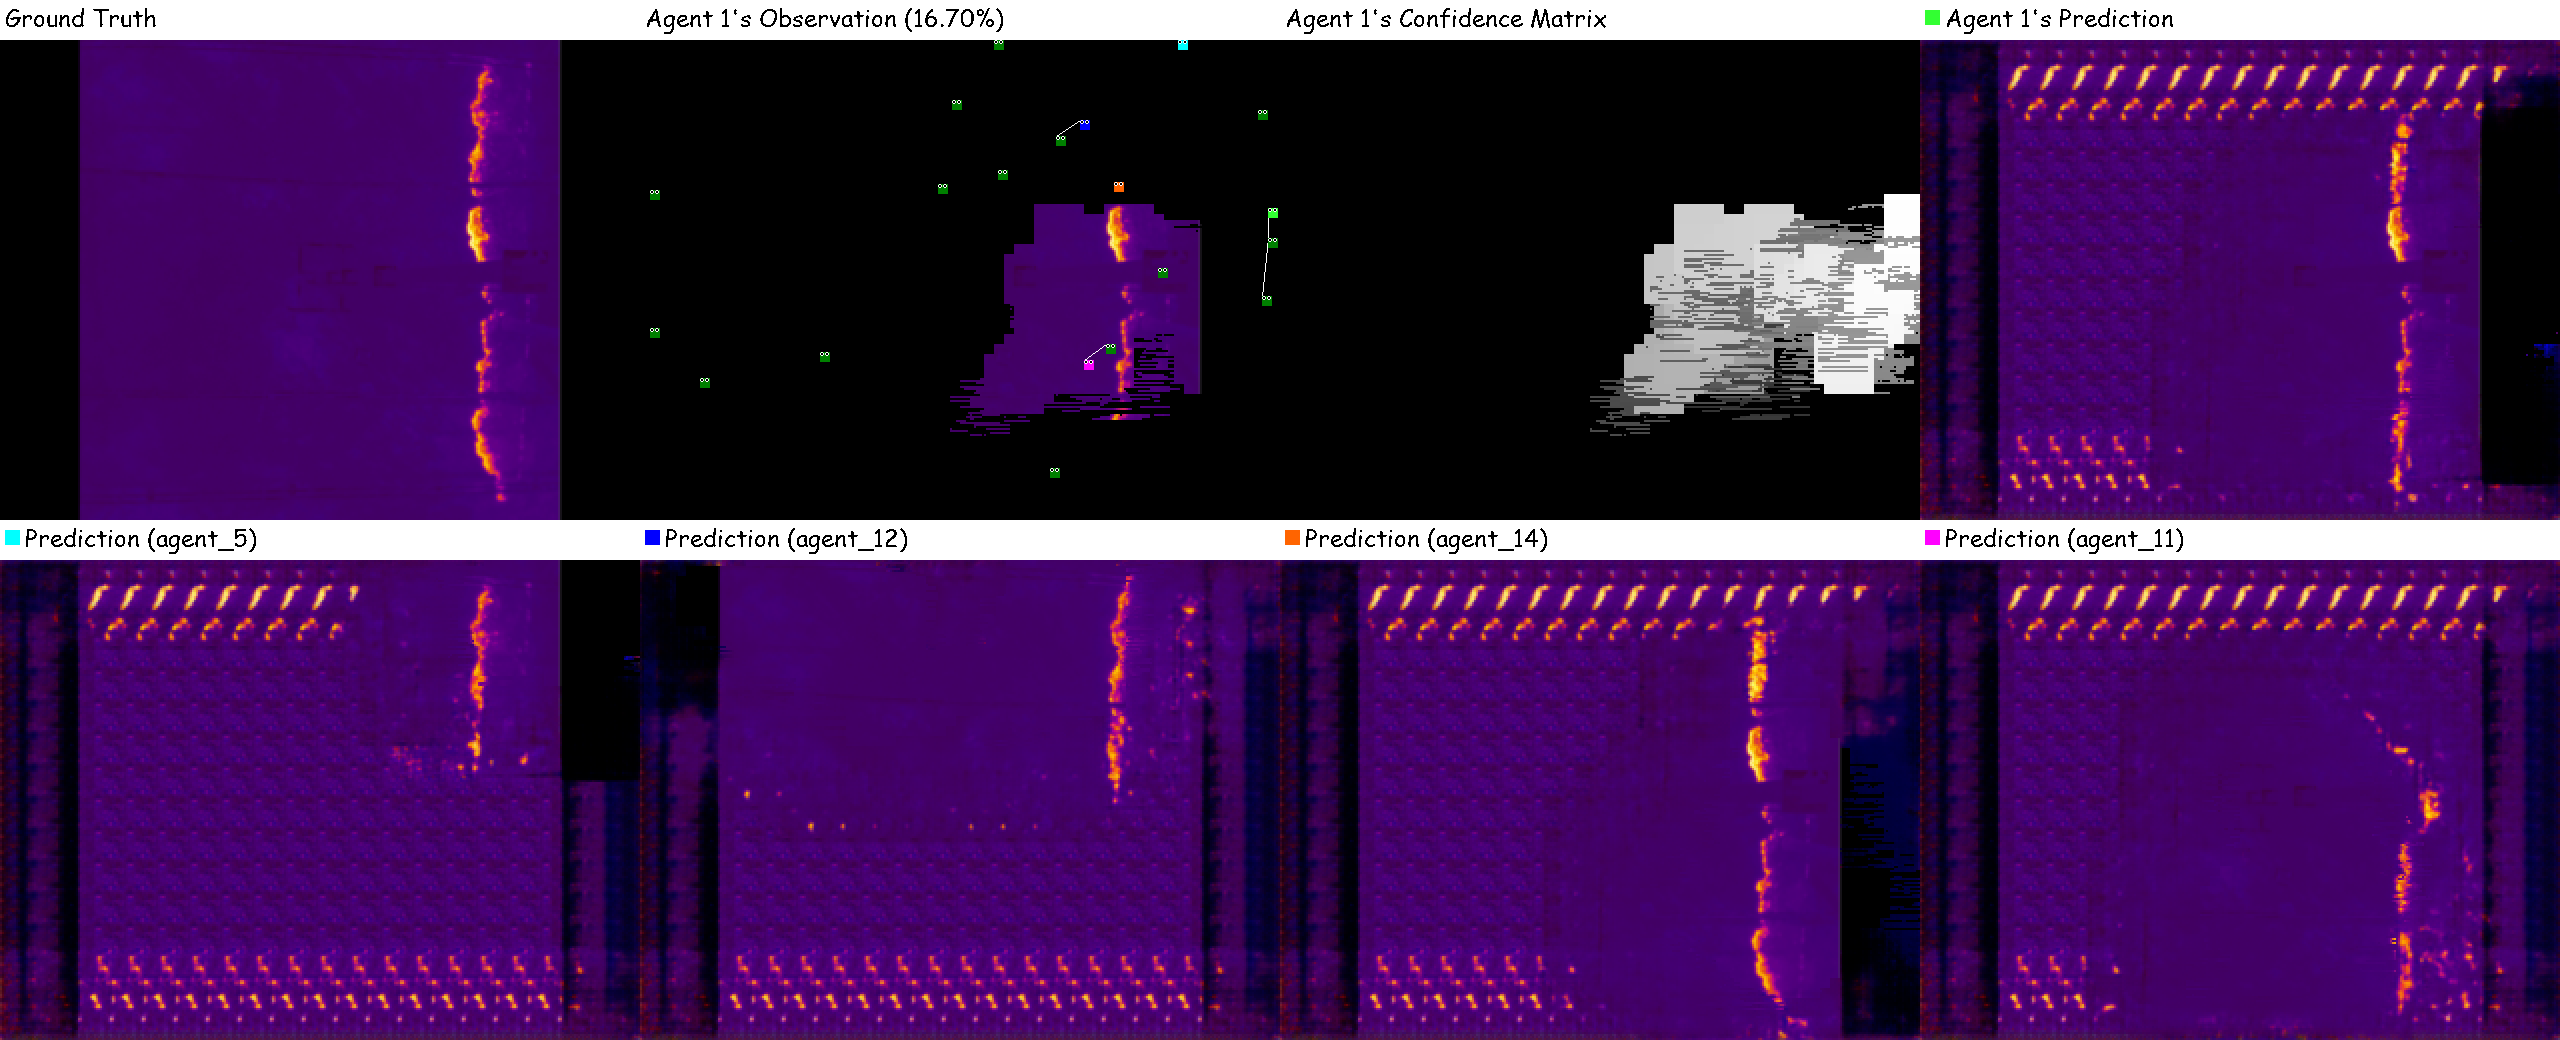 Ground Truth
Agent 1's Observation (16.70%)
Agent 1's Confidence Matrix
Agent 1's Prediction
Prediction (agent_5)
Prediction (agent_12)
Prediction (agent_14)
Prediction (agent_11)